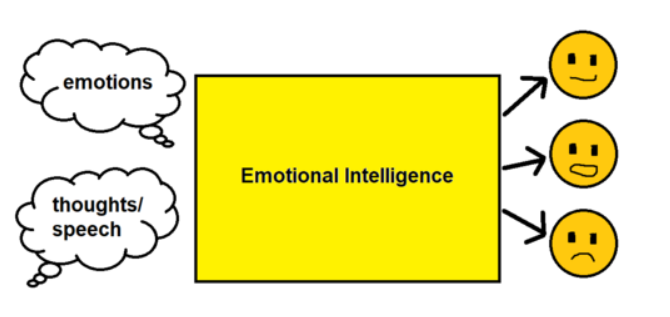 emotions
Emotional Intelligence
thoughts/
speech